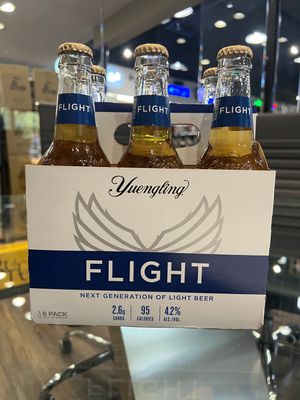 FLIGHT
FLIGHT
FLIGHT
Yuengling
FLIGHT
NEXT GENERATION OF LIGHT BEER
6 PACK
2.6g 95 4.2%
CARBS CALORIES ALC./VOL.